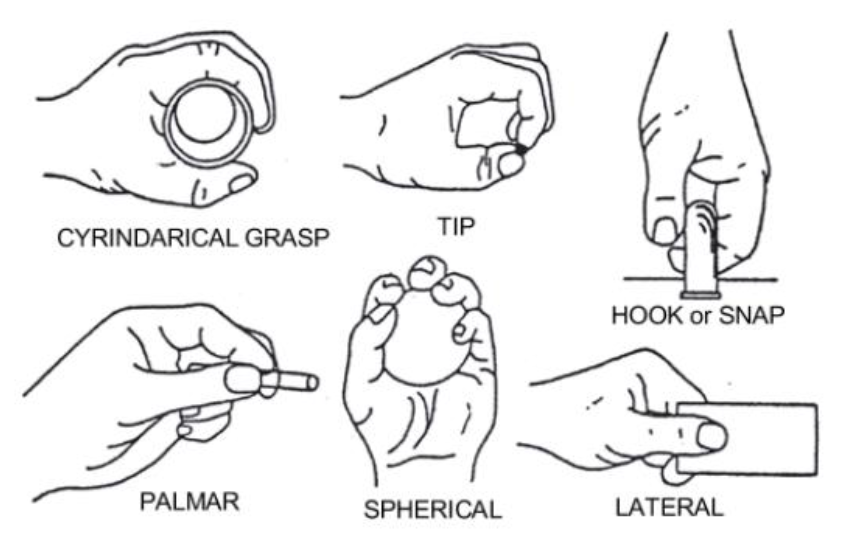 CYRINDARICAL GRASP
TIP
HOOK or SNAP
PALMAR
SPHERICAL
LATERAL